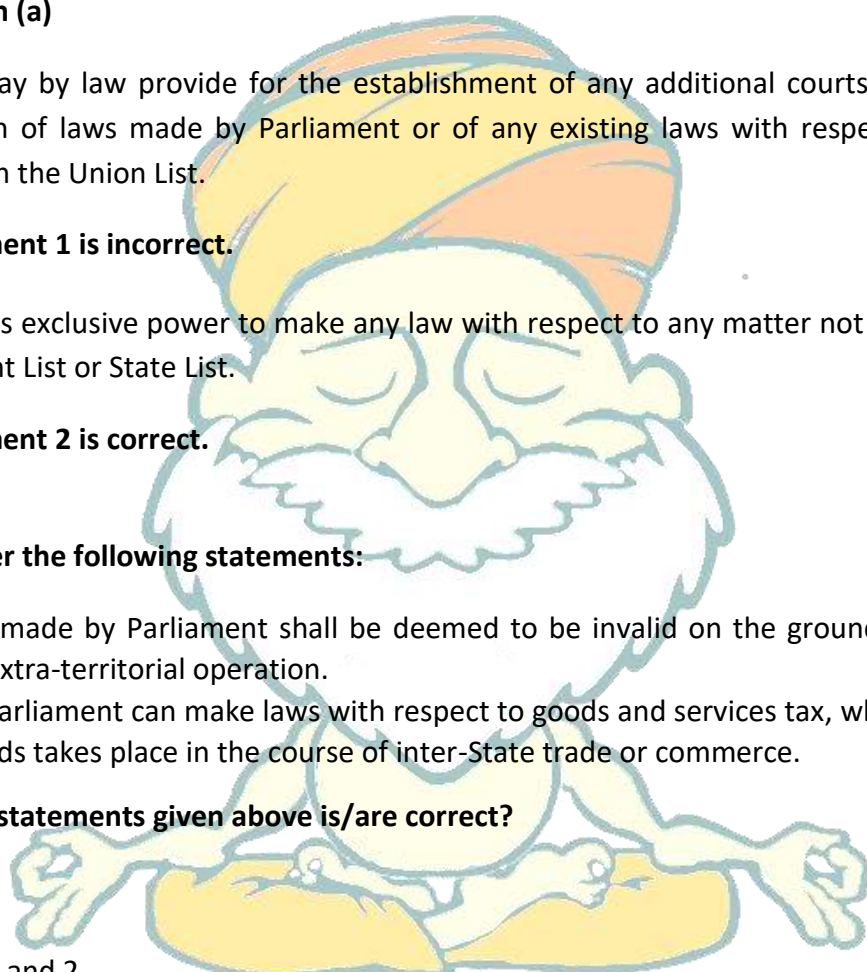 n (a)
ay by law provide for the establishment of any additional courts
n of laws made by Parliament or of any existing laws with respe
n the Union List.
nent 1 is incorrect.
s exclusive power to make any law with respect to any matter not
nt List or State List.
nent 2 is correct.
er the following statements:
made by Parliament shall be deemed to be invalid on the ground
xtra-territorial operation.
arliament can make laws with respect to goods and services tax, wh
ds takes place in the course of inter-State trade or commerce.
statements given above is/are correct?
and 2